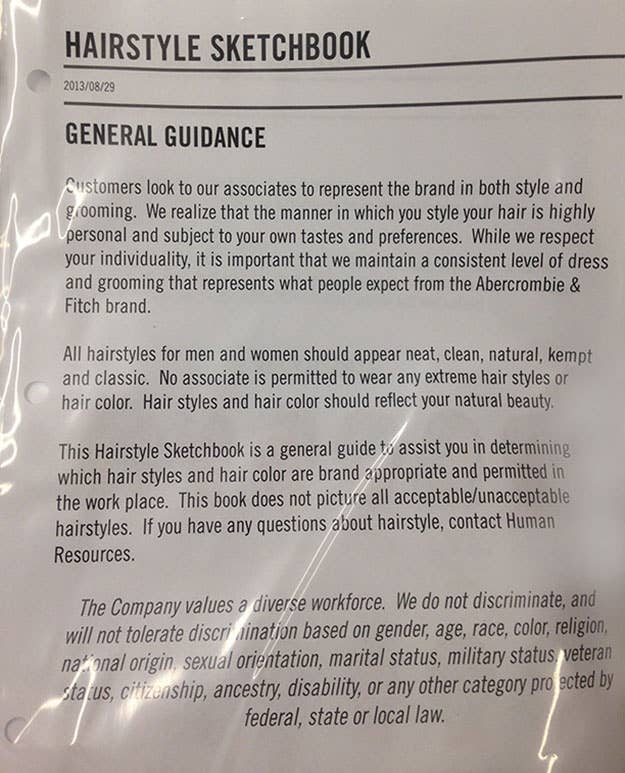 HAIRSTYLE SKETCHBOOK
2013/08/29
GENERAL GUIDANCE
Customers look to our associates to represent the brand in both style and
grooming. We realize that the manner in which you style your hair is highly
personal and subject to your own tastes and preferences. While we respect
your individuality, it is important that we maintain a consistent level of dress
and grooming that represents what people expect from the Abercrombie &
Fitch brand.
All hairstyles for men and women should appear neat, clean, natural, kempt
and classic. No associate is permitted to wear any extreme hair styles or
hair color. Hair styles and hair color should reflect your natural beauty.
This Hairstyle Sketchbook is a general guide to assist you in determining
which hair styles and hair color are brand appropriate and permitted in
the work place. This book does not picture all acceptable/unacceptable
hairstyles. If you have any questions about hairstyle, contact Human
Resources.
The Company values a diverse workforce. We do not discriminate, and
will not tolerate discrimination based on gender, age, race, color, religion,
national origin, sexual orientation, marital status, military status, veteran
status, citizenship, ancestry, disability, or any other category protected by
federal, state or local law.